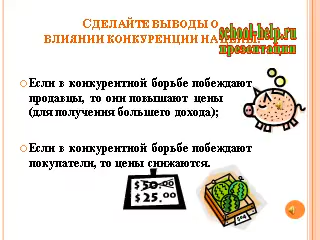 СДЕЛАЙТЕ ВЫВОДЫ О
ВЛИЯНИИ КОНКУРЕНЦИИ НА
school-help.ru
презентации
Если в конкурентной борьбе побеждают
продавцы, то они повышают цены
(для получения большего дохода);
Если в конкурентной борьбе побеждают
покупатели, то цены снижаются.
$50.00
$25.00